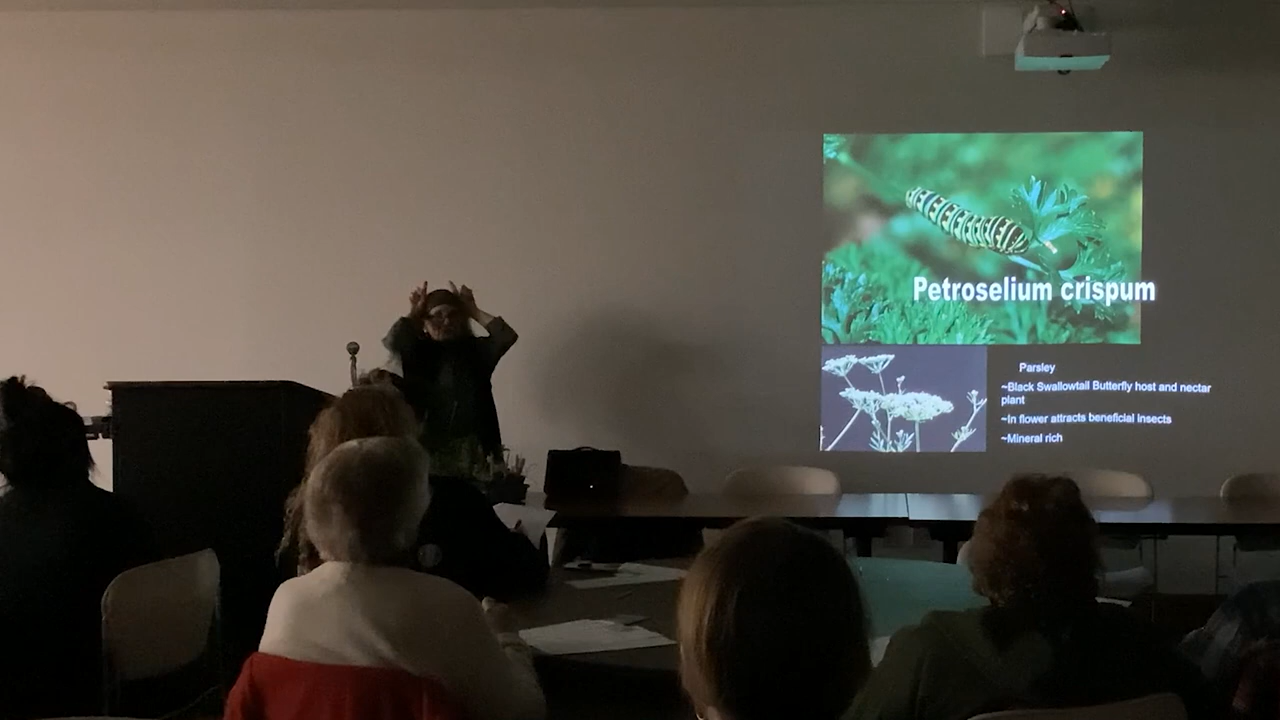 Petroselium crispum
Parsley
~Black Swallowtail Butterfly host and nectar
plant
~In flower attracts beneficial insects
~Mineral rich